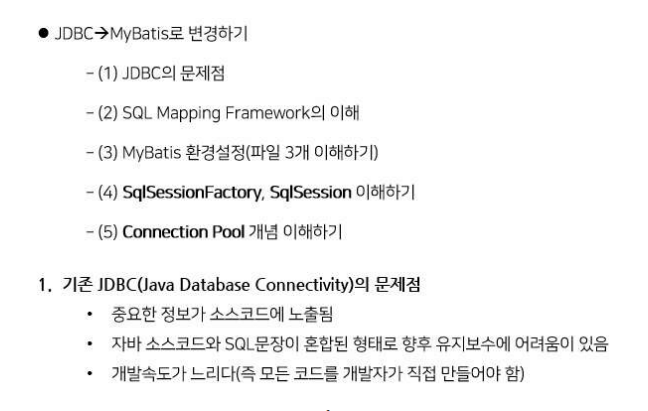 ● JDBC→MyBatis로 변경하기
– (1) JDBC의 문제점
– (2) SQL Mapping Framework의 이해
– (3) MyBatis 환경설정(파일 3개 이해하기)
– (4) SqlSessionFactory, SqlSession 이해하기
– (5) Connection Pool 개념 이해하기
1. 기존 JDBC(Java Database Connectivity)의 문제점
• 중요한 정보가 소스코드에 노출됨
• 자바 소스코드와 SQL문장이 혼합된 형태로 향후 유지보수에 어려움이 있음
• 개발속도가 느리다(즉 모든 코드를 개발자가 직접 만들어야 함)